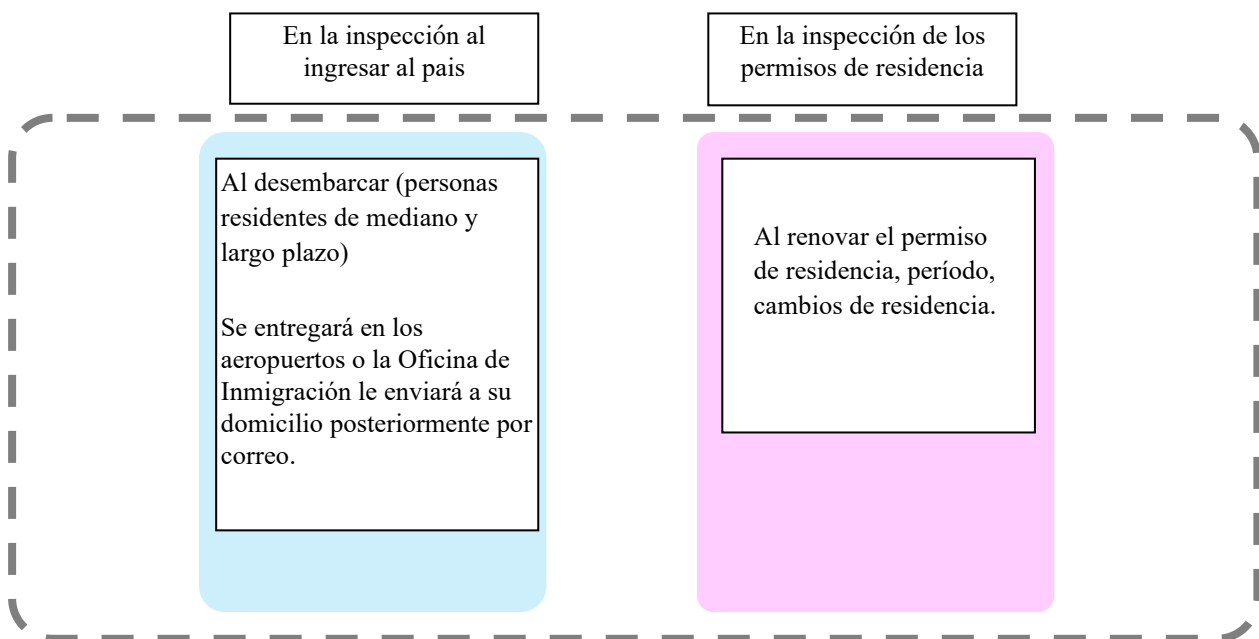 En la inspección al
ingresar al pais
En la inspección de los
permisos de residencia
Al desembarcar (personas
residentes de mediano y
largo plazo)
Se entregará en los
aeropuertos o la Oficina de
Inmigración le enviará a su
domicilio posteriormente por
correo.
Al renovar el permiso
de residencia, período,
cambios de residencia.